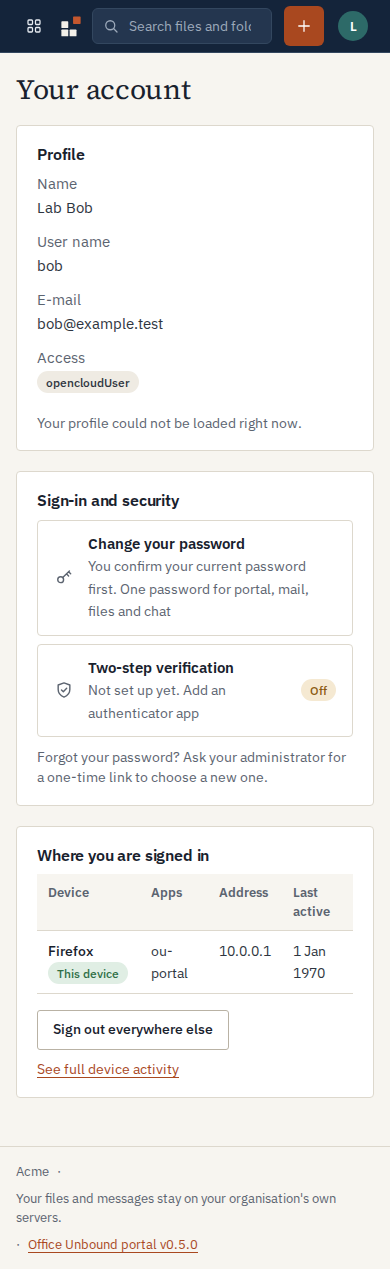 Search files and fol
L
Your account
Profile
Name
Lab Bob
User name
bob
E-mail
bob@example.test
Access
opencloudUser
Your profile could not be loaded right now.
Sign-in and security
Change your password
You confirm your current password
first. One password for portal, mail,
files and chat
Two-step verification
Not set up yet. Add an
authenticator app
Off
Forgot your password? Ask your administrator for
a one-time link to choose a new one.
Where you are signed in
Device Apps Address Last
active
Firefox ou- 10.0.0.1 1 Jan
This device portal 1970
Sign out everywhere else
See full device activity
Acme ·
Your files and messages stay on your organisation's own
servers.
· Office Unbound portal v0.5.0